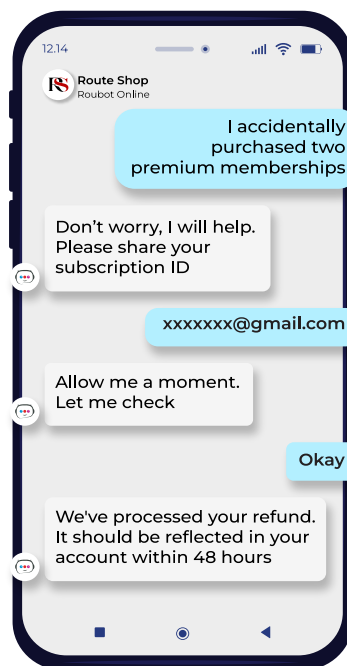 12.14
RS
Route Shop
Roubot Online
I accidentally
purchased two
premium memberships
Don’t worry, I will help.
Please share your
subscription ID
xxxxxxx@gmail.com
Allow me a moment.
Let me check
Okay
We've processed your refund.
It should be reflected in your
account within 48 hours